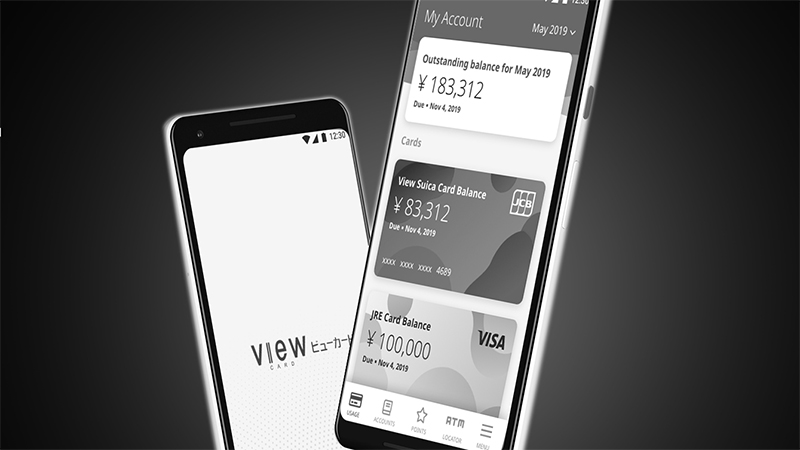 12:30
VIEW ビューカード
CARD
12:30
My Account
May 2019
Outstanding balance for May 2019
¥ 183,312
Due • Nov 4, 2019
Cards
View Suica Card Balance
JCB
¥ 83,312
Due • Nov 4, 2019
xxxx xxxx xxxx 4689
JRE Card Balance
VISA
¥ 100,000
Due • Nov 4, 2019
USAGE
ACCOUNTS
POINTS
ATM
LOCATOR
MENU